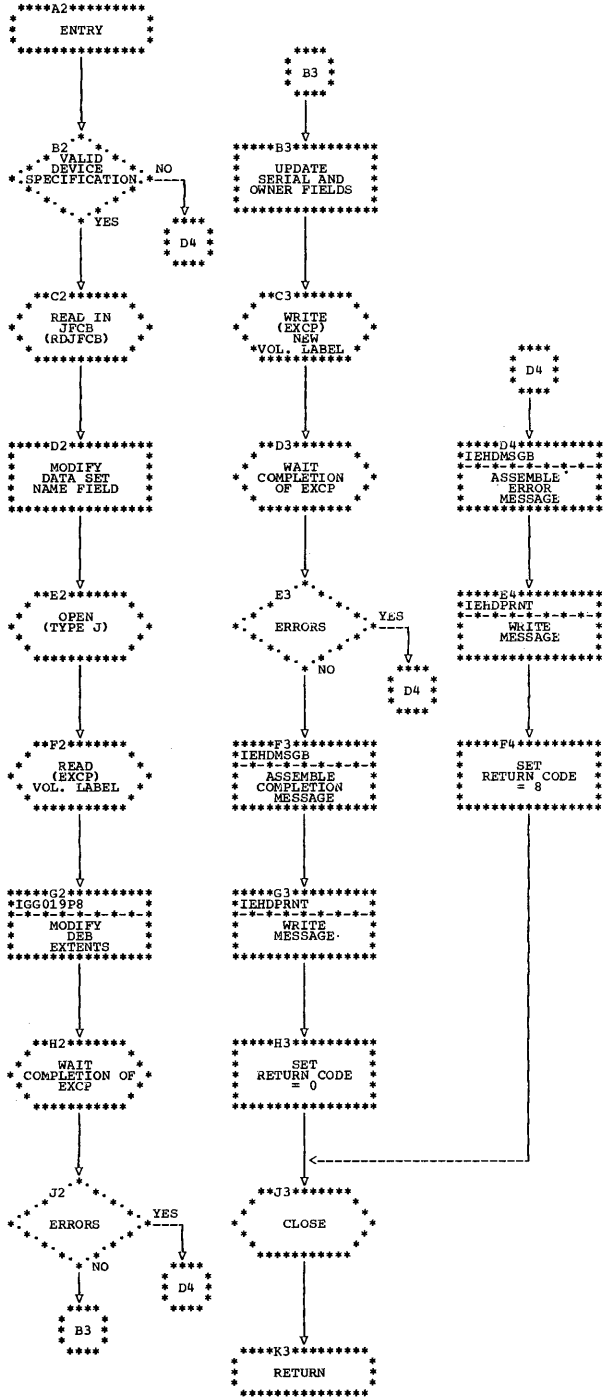 A2
ENTRY
B2
VALID
DEVICE
SPECIFICATION
NO
YES
D4
C2
READ IN
JFCB
(RDJFCB)
D2
MODIFY
DATA SET
NAME FIELD
E2
OPEN
(TYPE J)
F2
READ
(EXCP)
VOL. LABEL
G2
IGG019P8
MODIFY
DEB
EXTENTS
H2
WAIT
COMPLETION OF
EXCP
J2
ERRORS
YES
NO
D4
B3
B3
B3
UPDATE
SERIAL AND
OWNER FIELDS
C3
WRITE
(EXCP)
NEW
VOL. LABEL
D3
WAIT
COMPLETION
OF EXCP
E3
ERRORS
YES
NO
D4
F3
IEHDMSGB
ASSEMBLE
COMPLETION
MESSAGE
G3
IEHDPRNT
WRITE
MESSAGE
H3
SET
RETURN CODE
= 0
J3
CLOSE
K3
RETURN
D4
D4
IEHDMSGB
ASSEMBLE
ERROR
MESSAGE
E4
IEHDPRNT
WRITE
MESSAGE
F4
SET
RETURN CODE
= 8